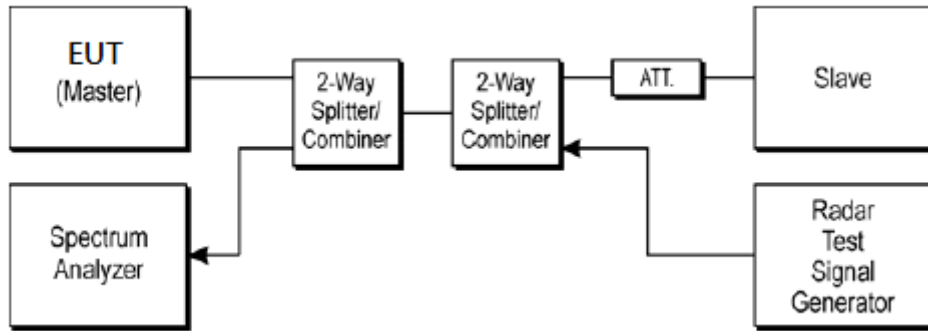 EUT
(Master)
2-Way
Splitter/
Combiner
2-Way
Splitter/
Combiner
ATT.
Slave
Spectrum
Analyzer
Radar
Test
Signal
Generator